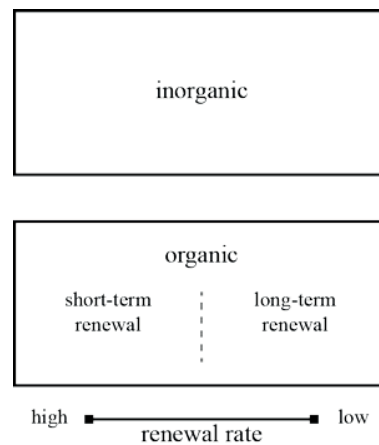 inorganic
organic
short-term
renewal
long-term
renewal
high
low
renewal rate